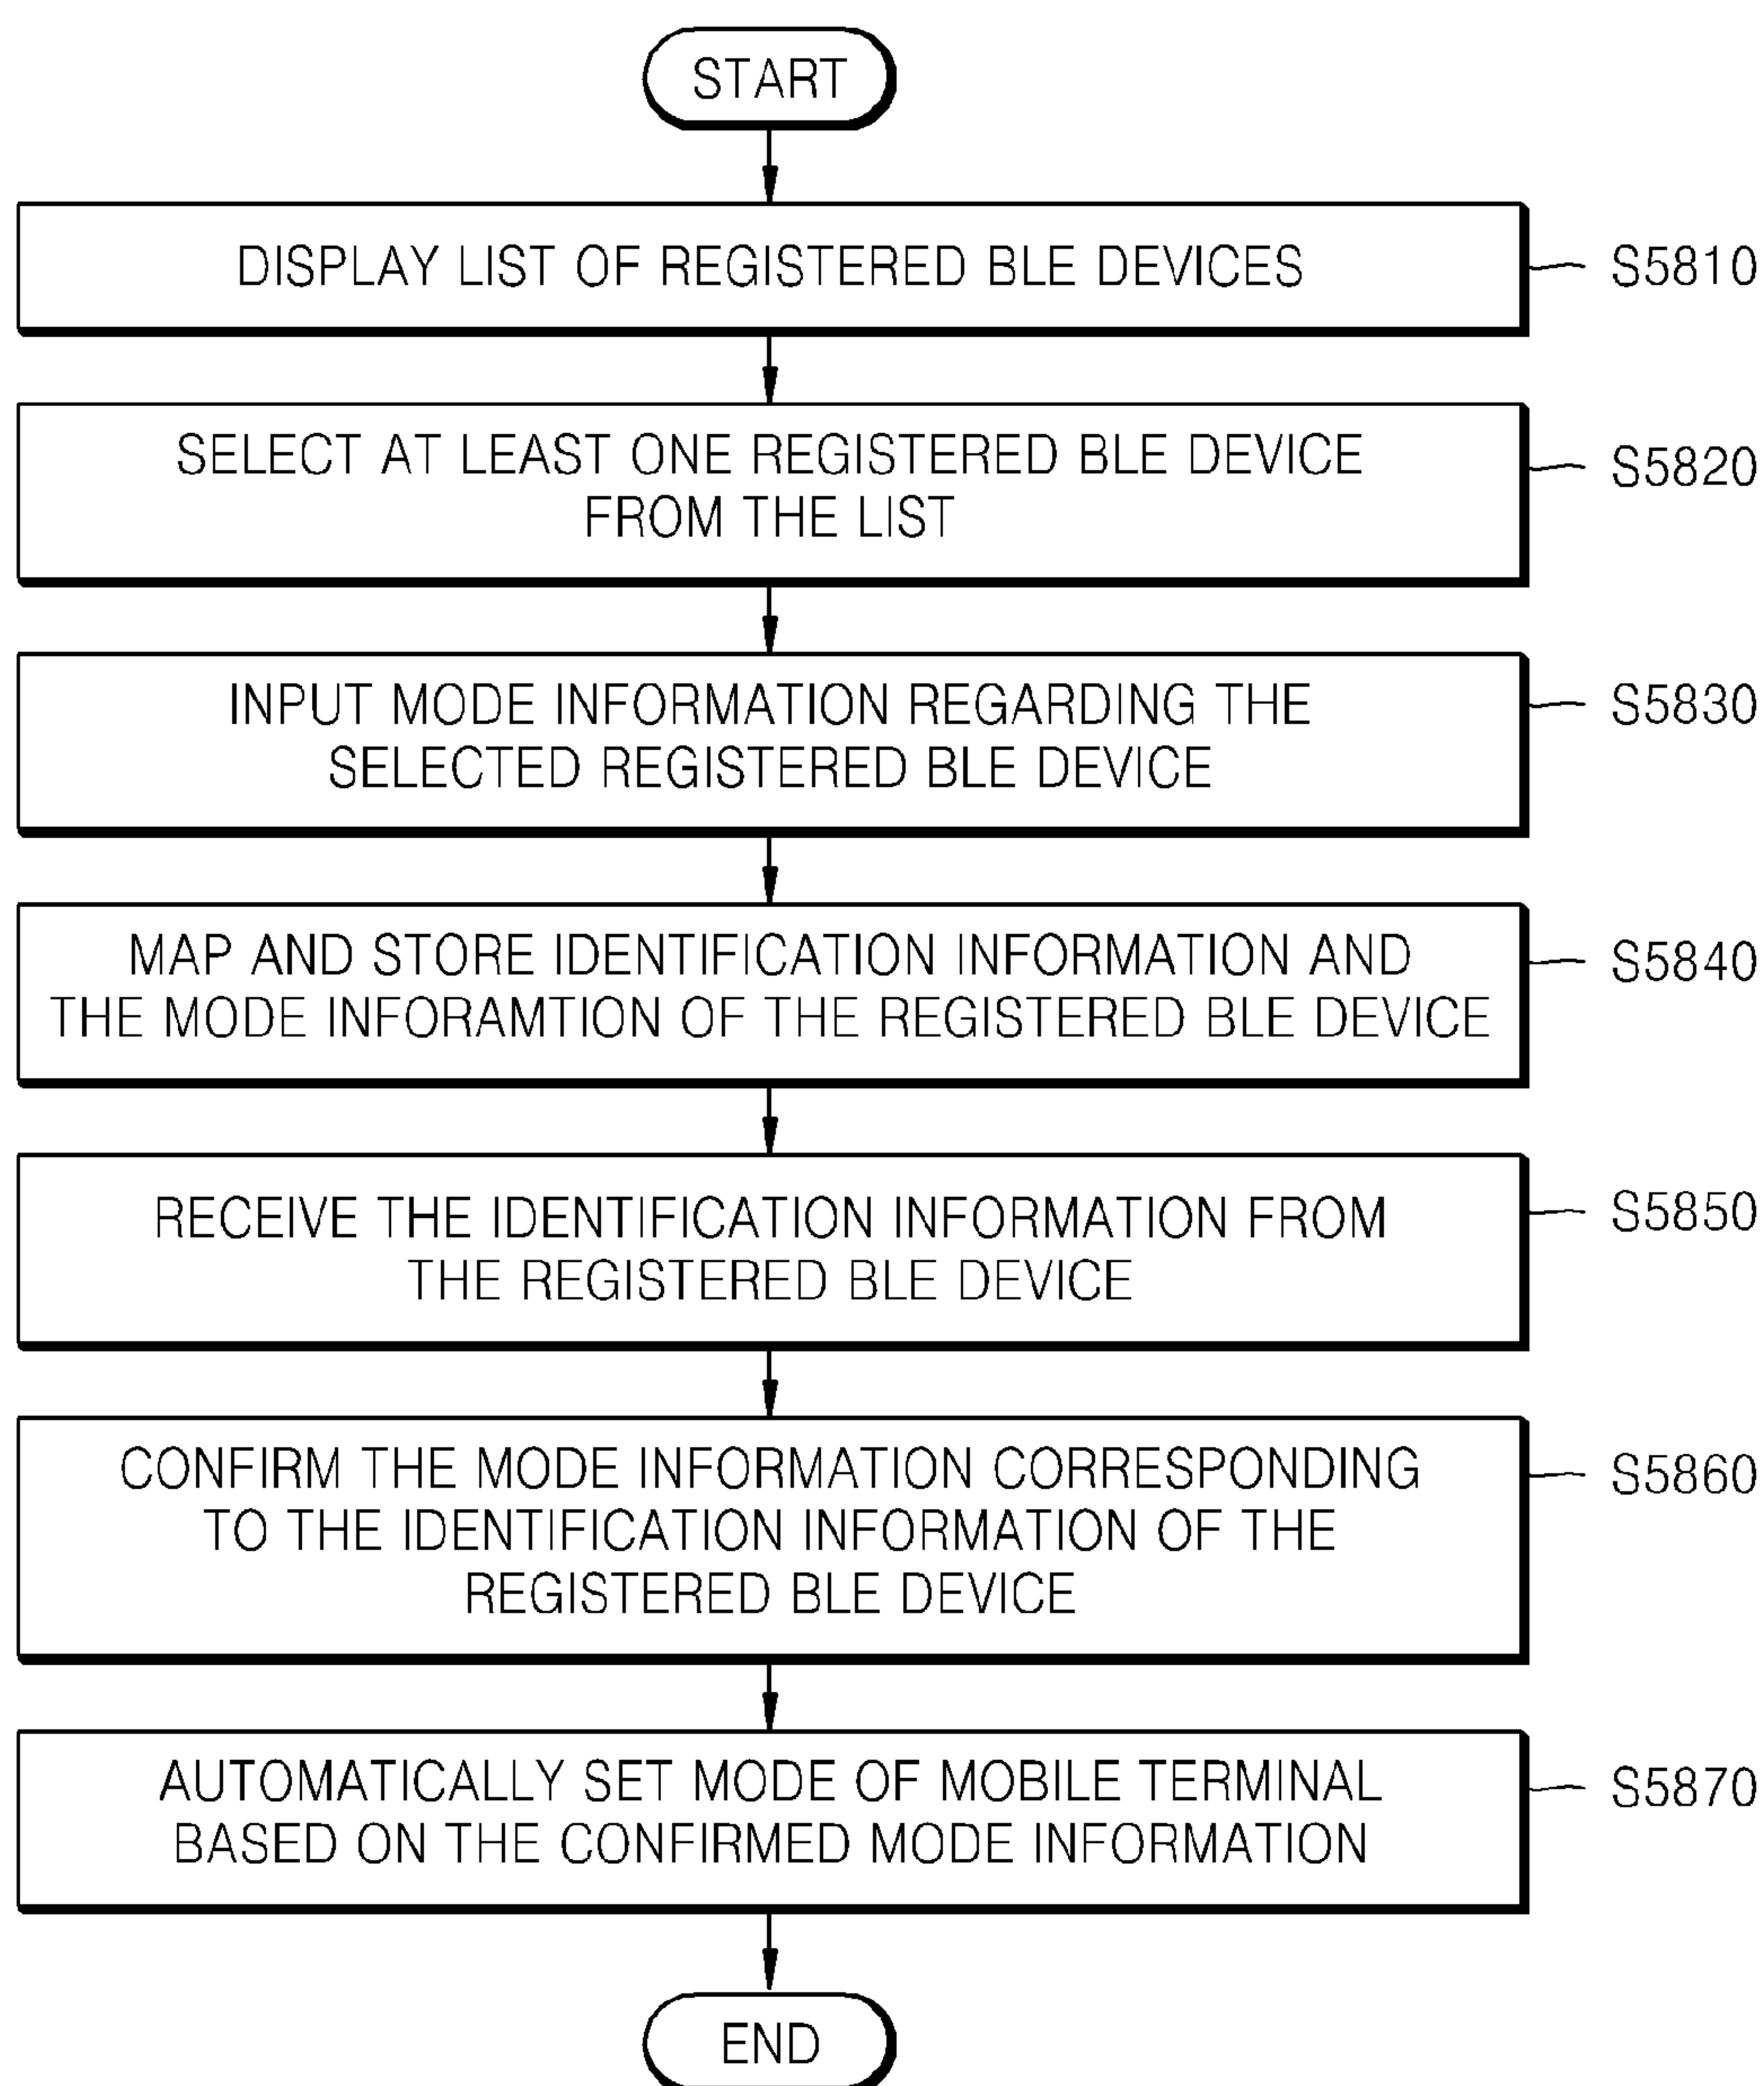 START
DISPLAY LIST OF REGISTERED BLE DEVICES
S5810
SELECT AT LEAST ONE REGISTERED BLE DEVICE
FROM THE LIST
S5820
INPUT MODE INFORMATION REGARDING THE
SELECTED REGISTERED BLE DEVICE
S5830
MAP AND STORE IDENTIFICATION INFORMATION AND
THE MODE INFORAMTION OF THE REGISTERED BLE DEVICE
S5840
RECEIVE THE IDENTIFICATION INFORMATION FROM
THE REGISTERED BLE DEVICE
S5850
CONFIRM THE MODE INFORMATION CORRESPONDING
TO THE IDENTIFICATION INFORMATION OF THE
REGISTERED BLE DEVICE
S5860
AUTOMATICALLY SET MODE OF MOBILE TERMINAL
BASED ON THE CONFIRMED MODE INFORMATION
S5870
END